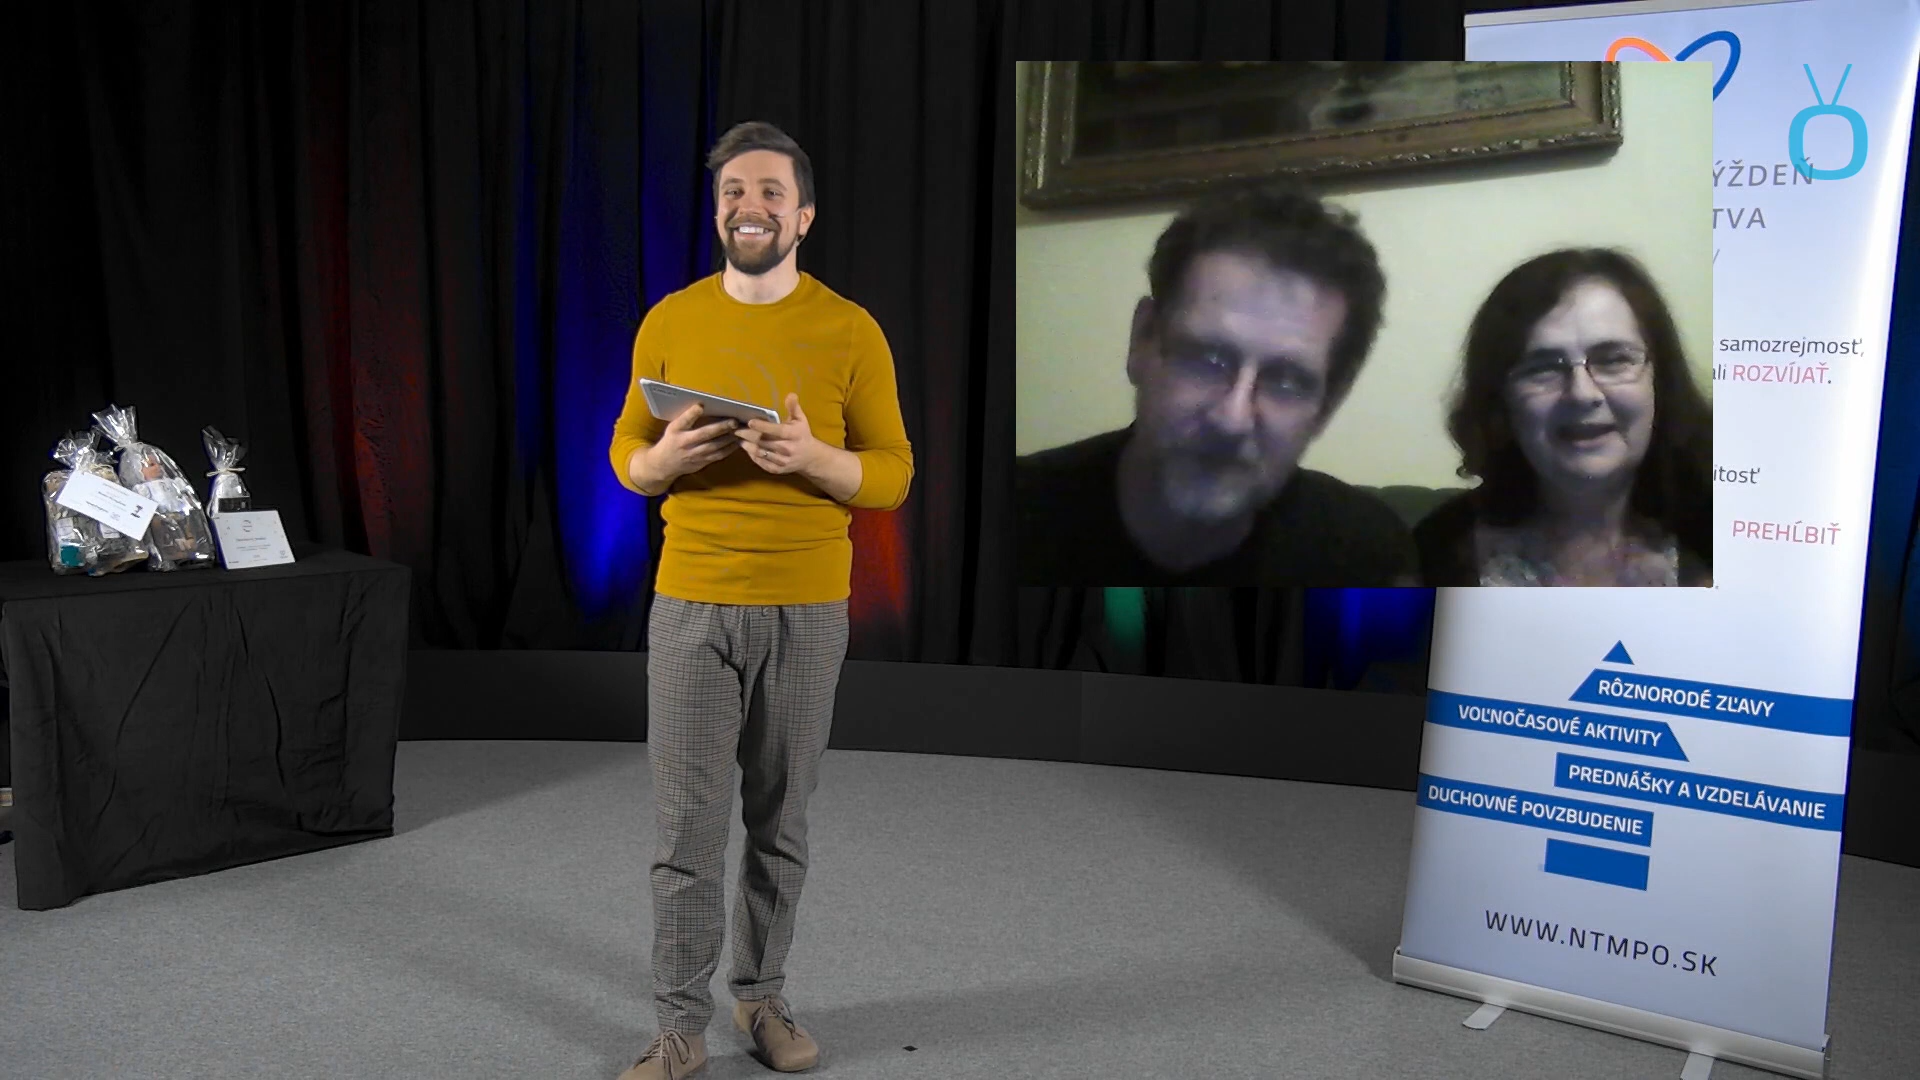 ÝŽDEŇ
TVA
samozrejmosť,
ali ROZVÍJAŤ.
itosť
PREHĹBIŤ
RÔZNORODÉ ZĽAVY
VOĽNOČASOVÉ AKTIVITY
PREDNÁŠKY A VZDELÁVANIE
DUCHOVNÉ POVZBUDENIE
WWW.NTMPO.SK